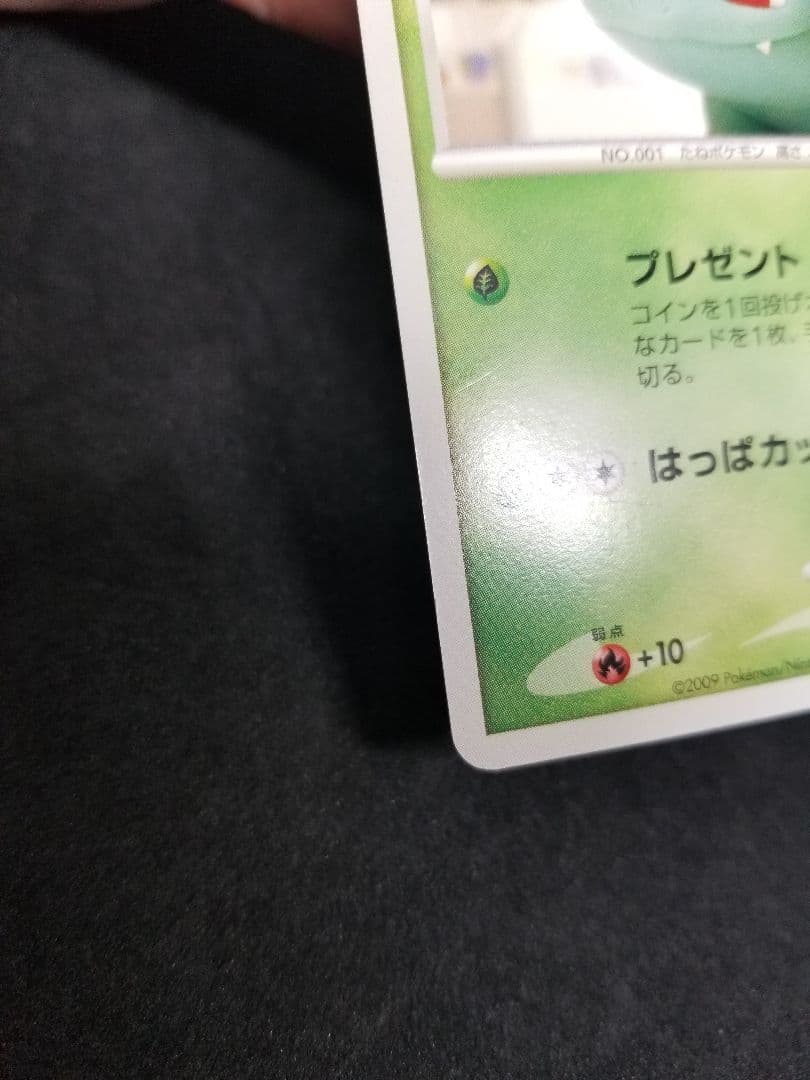 NO.001 たねポケモン 高さ
プレゼント
コインを1回投げ
なカードを1枚、
切る。
はっぱカッ
弱点
+10
©2009 Pokémon/Nin